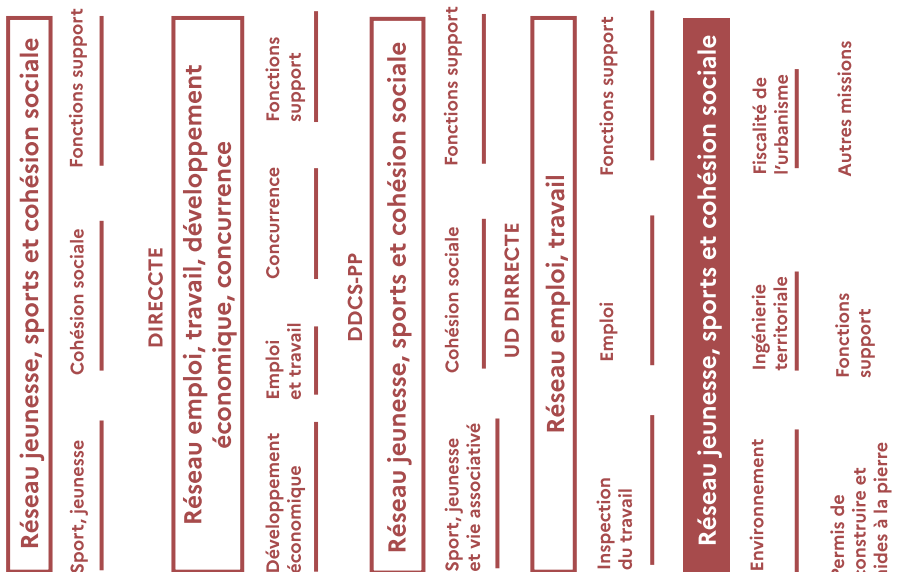 Réseau jeunesse, sports et cohésion sociale
Sport, jeunesse
Cohésion sociale
Fonctions support
DIRECCTE
Réseau emploi, travail, développement
économique, concurrence
Développement
économique
Emploi
et travail
Concurrence
Fonctions
support
DDCS-PP
Réseau jeunesse, sports et cohésion sociale
Sport, jeunesse
et vie associative
Cohésion sociale
Fonctions support
UD DIRRECTE
Réseau emploi, travail
Inspection
du travail
Emploi
Fonctions support
Réseau jeunesse, sports et cohésion sociale
Environnement
Ingénierie
territoriale
Fiscalité de
l'urbanisme
Permis de
construire et
aides à la pierre
Fonctions
support
Autres missions